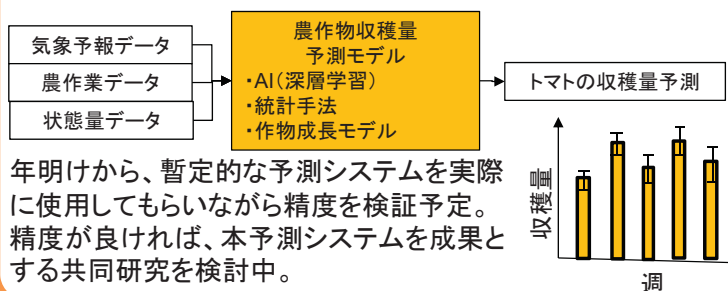 気象予報データ
農作業データ
状態量データ
農作物収穫量
予測モデル
・AI(深層学習)
・統計手法
・作物成長モデル
トマトの収穫量予測
年明けから、暫定的な予測システムを実際
に使用してもらいながら精度を検証予定。
精度が良ければ、本予測システムを成果と
する共同研究を検討中。
収穫量
週